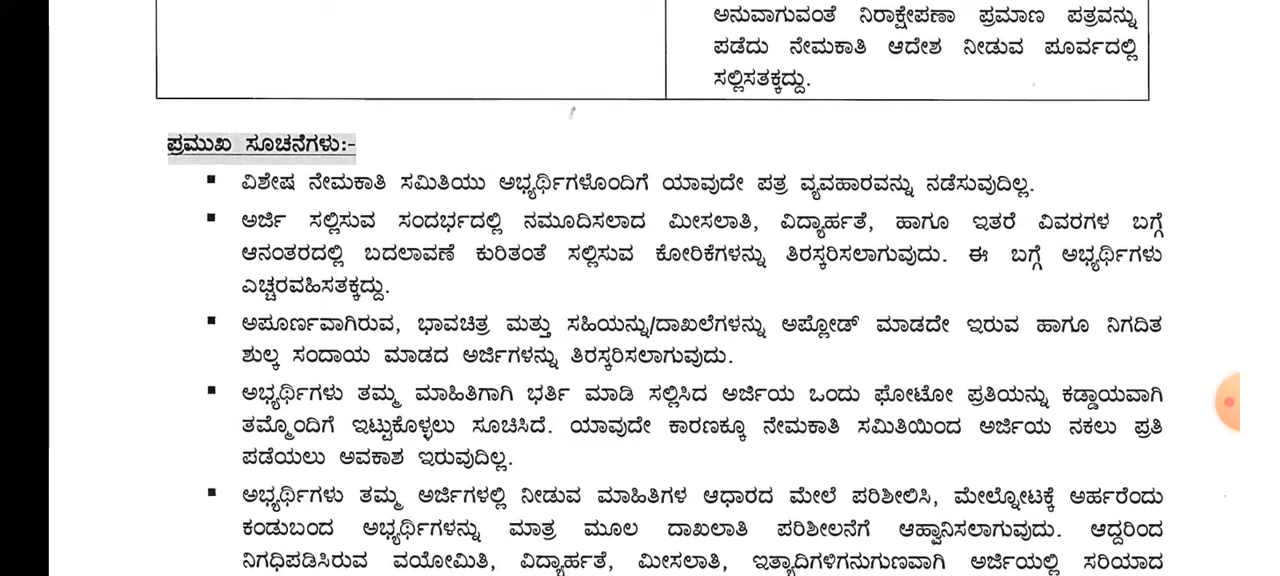 ಅನುವಾಗುವಂತೆ ನಿರಾಕ್ಷೇಪಣಾ ಪ್ರಮಾಣ ಪತ್ರವನ್ನು
ಪಡೆದು ನೇಮಕಾತಿ ಆದೇಶ ನೀಡುವ ಪೂರ್ವದಲ್ಲಿ
ಸಲ್ಲಿಸತಕ್ಕದ್ದು.
ಪ್ರಮುಖ ಸೂಚನೆಗಳು:-
▪ ವಿಶೇಷ ನೇಮಕಾತಿ ಸಮಿತಿಯು ಅಭ್ಯರ್ಥಿಗಳೊಂದಿಗೆ ಯಾವುದೇ ಪತ್ರ ವ್ಯವಹಾರವನ್ನು ನಡೆಸುವುದಿಲ್ಲ.
▪ ಅರ್ಜಿ ಸಲ್ಲಿಸುವ ಸಂದರ್ಭದಲ್ಲಿ ನಮೂದಿಸಲಾದ ಮೀಸಲಾತಿ, ವಿದ್ಯಾರ್ಹತೆ, ಹಾಗೂ ಇತರೆ ವಿವರಗಳ ಬಗ್ಗೆ
ಆನಂತರದಲ್ಲಿ ಬದಲಾವಣೆ ಕುರಿತಂತೆ ಸಲ್ಲಿಸುವ ಕೋರಿಕೆಗಳನ್ನು ತಿರಸ್ಕರಿಸಲಾಗುವುದು. ಈ ಬಗ್ಗೆ ಅಭ್ಯರ್ಥಿಗಳು
ಎಚ್ಚರವಹಿಸತಕ್ಕದ್ದು.
▪ ಅಪೂರ್ಣವಾಗಿರುವ, ಭಾವಚಿತ್ರ ಮತ್ತು ಸಹಿಯನ್ನು/ದಾಖಲೆಗಳನ್ನು ಅಪ್ಲೋಡ್ ಮಾಡದೇ ಇರುವ ಹಾಗೂ ನಿಗದಿತ
ಶುಲ್ಕ ಸಂದಾಯ ಮಾಡದ ಅರ್ಜಿಗಳನ್ನು ತಿರಸ್ಕರಿಸಲಾಗುವುದು.
▪ ಅಭ್ಯರ್ಥಿಗಳು ತಮ್ಮ ಮಾಹಿತಿಗಾಗಿ ಭರ್ತಿ ಮಾಡಿ ಸಲ್ಲಿಸಿದ ಅರ್ಜಿಯ ಒಂದು ಫೋಟೋ ಪ್ರತಿಯನ್ನು ಕಡ್ಡಾಯವಾಗಿ
ತಮ್ಮೊಂದಿಗೆ ಇಟ್ಟುಕೊಳ್ಳಲು ಸೂಚಿಸಿದೆ. ಯಾವುದೇ ಕಾರಣಕ್ಕೂ ನೇಮಕಾತಿ ಸಮಿತಿಯಿಂದ ಅರ್ಜಿಯ ನಕಲು ಪ್ರತಿ
ಪಡೆಯಲು ಅವಕಾಶ ಇರುವುದಿಲ್ಲ.
▪ ಅಭ್ಯರ್ಥಿಗಳು ತಮ್ಮ ಅರ್ಜಿಗಳಲ್ಲಿ ನೀಡುವ ಮಾಹಿತಿಗಳ ಆಧಾರದ ಮೇಲೆ ಪರಿಶೀಲಿಸಿ, ಮೇಲ್ನೋಟಕ್ಕೆ ಅರ್ಹರೆಂದು
ಕಂಡುಬಂದ ಅಭ್ಯರ್ಥಿಗಳನ್ನು ಮಾತ್ರ ಮೂಲ ದಾಖಲಾತಿ ಪರಿಶೀಲನೆಗೆ ಆಹ್ವಾನಿಸಲಾಗುವುದು. ಆದ್ದರಿಂದ
ನಿಗಧಿಪಡಿಸಿರುವ ವಯೋಮಿತಿ, ವಿದ್ಯಾರ್ಹತೆ, ಮೀಸಲಾತಿ, ಇತ್ಯಾದಿಗಳಿಗನುಗುಣವಾಗಿ ಅರ್ಜಿಯಲ್ಲಿ ಸರಿಯಾದ